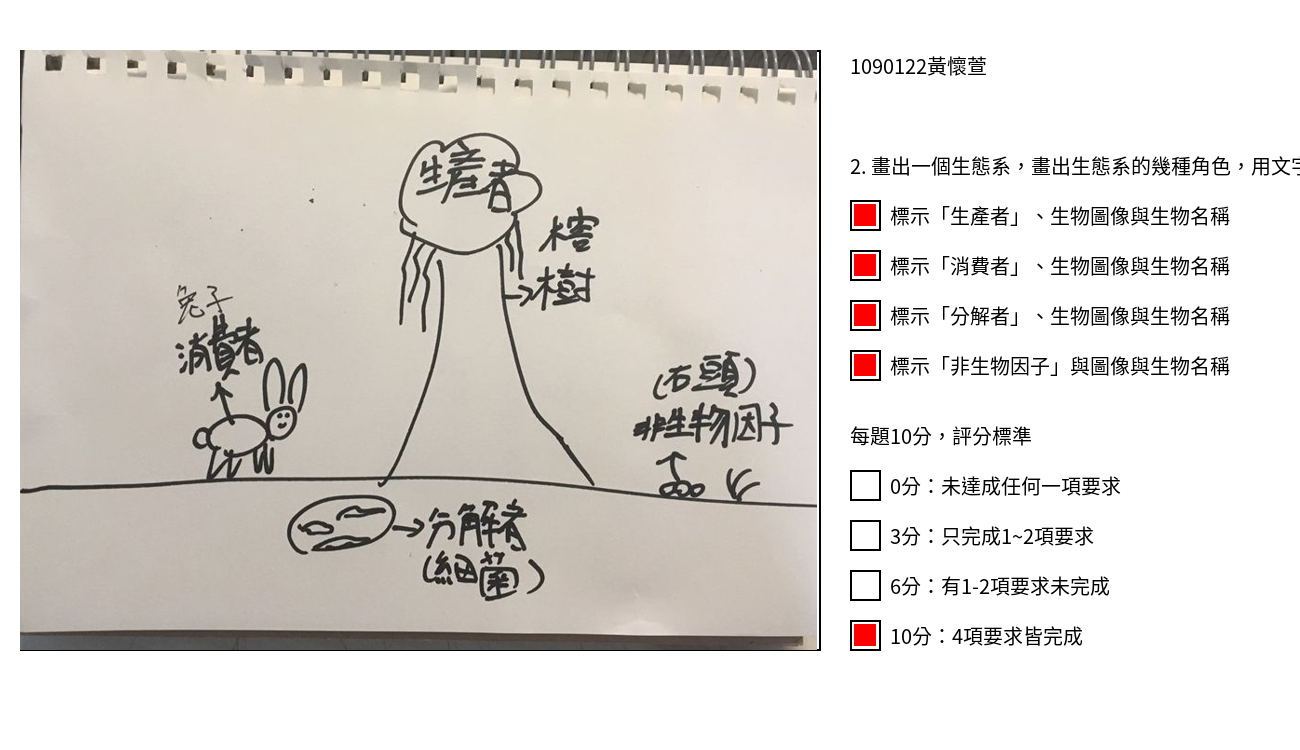 生產者
榕
樹
兔子
消費者
(石頭)
非生物因子
分解者
(細菌)
1090122黃懷萱
2. 畫出一個生態系，畫出生態系的幾種角色，用文字
標示「生產者」、生物圖像與生物名稱
標示「消費者」、生物圖像與生物名稱
標示「分解者」、生物圖像與生物名稱
標示「非生物因子」與圖像與生物名稱
每題10分，評分標準
0分：未達成任何一項要求
3分：只完成1~2項要求
6分：有1-2項要求未完成
10分：4項要求皆完成